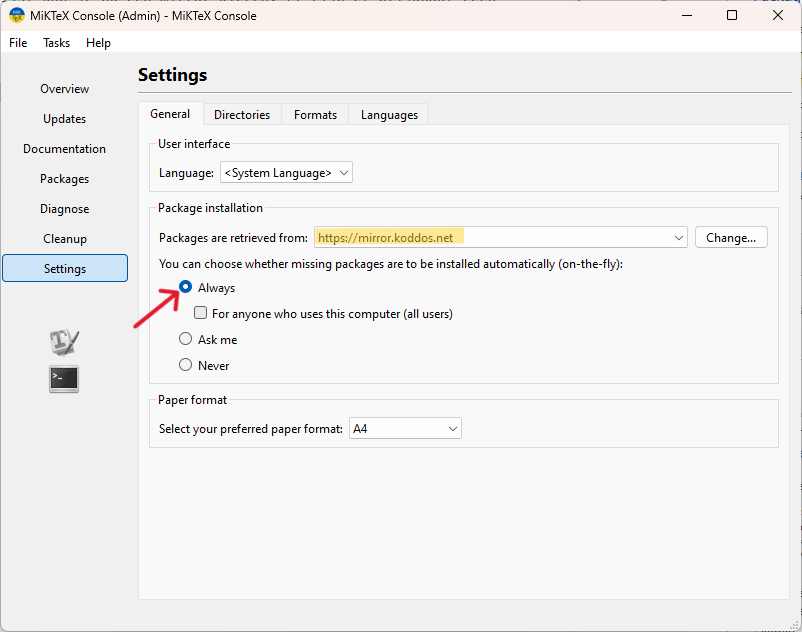 MiKTeX Console (Admin) - MiKTeX Console
File Tasks Help
Overview
Updates
Documentation
Packages
Diagnose
Cleanup
Settings
Settings
General Directories Formats Languages
User interface
Language: <System Language>
Package installation
Packages are retrieved from: https://mirror.koddos.net Change...
You can choose whether missing packages are to be installed automatically (on-the-fly):
Always
For anyone who uses this computer (all users)
Ask me
Never
Paper format
Select your preferred paper format: A4